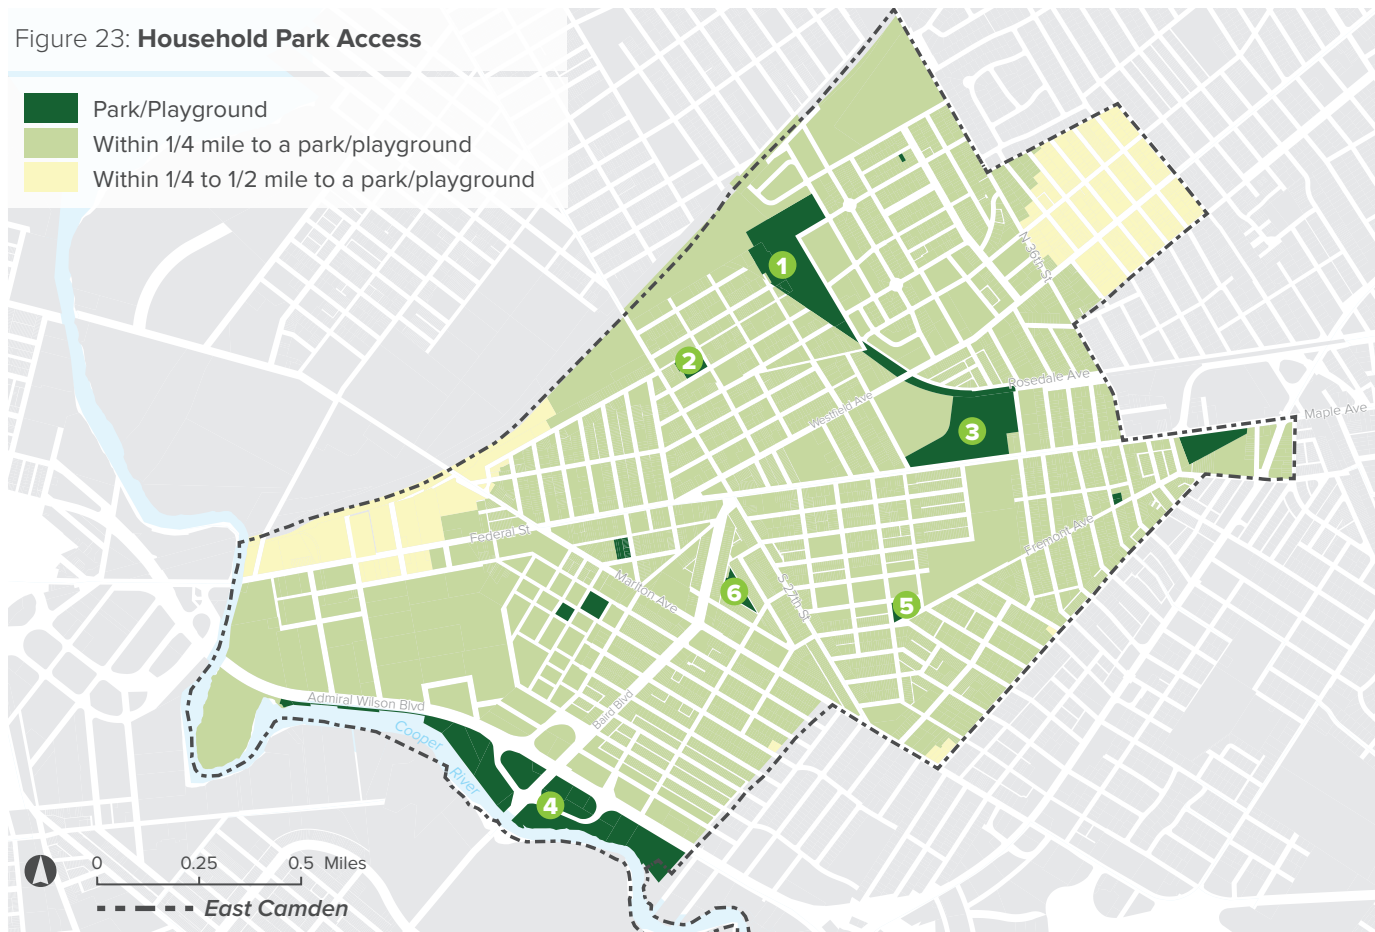 Figure 23: Household Park Access
Park/Playground
Within 1/4 mile to a park/playground
Within 1/4 to 1/2 mile to a park/playground
1
N 36th St
2
Rosedale Ave
Westfield Ave
Maple Ave
3
Federal St
Fremont Ave
Marlton Ave
6
S 27th St
5
Admiral Wilson Blvd
Baird Blvd
Cooper
River
4
0 0.25 0.5 Miles
East Camden